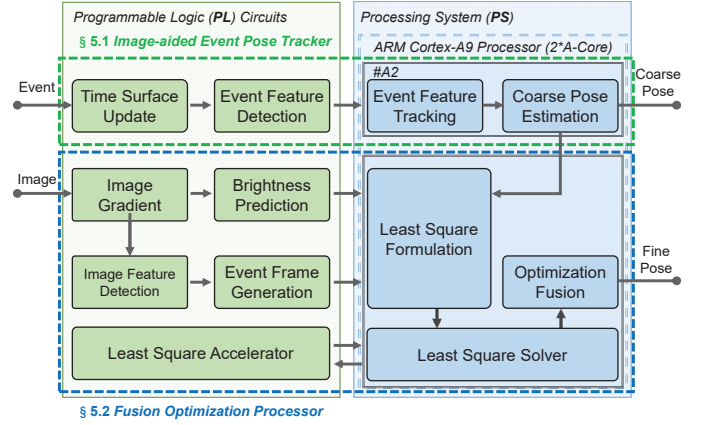 Programmable Logic (PL) Circuits
Processing System (PS)
§ 5.1 Image-aided Event Pose Tracker
ARM Cortex-A9 Processor (2*A-Core)
#A2
Event
Time Surface
Update
Event Feature
Detection
Event Feature
Tracking
Coarse Pose
Estimation
Coarse
Pose
Image
Image
Gradient
Brightness
Prediction
Least Square
Formulation
Image Feature
Detection
Event Frame
Generation
Optimization
Fusion
Fine
Pose
Least Square Accelerator
Least Square Solver
§ 5.2 Fusion Optimization Processor